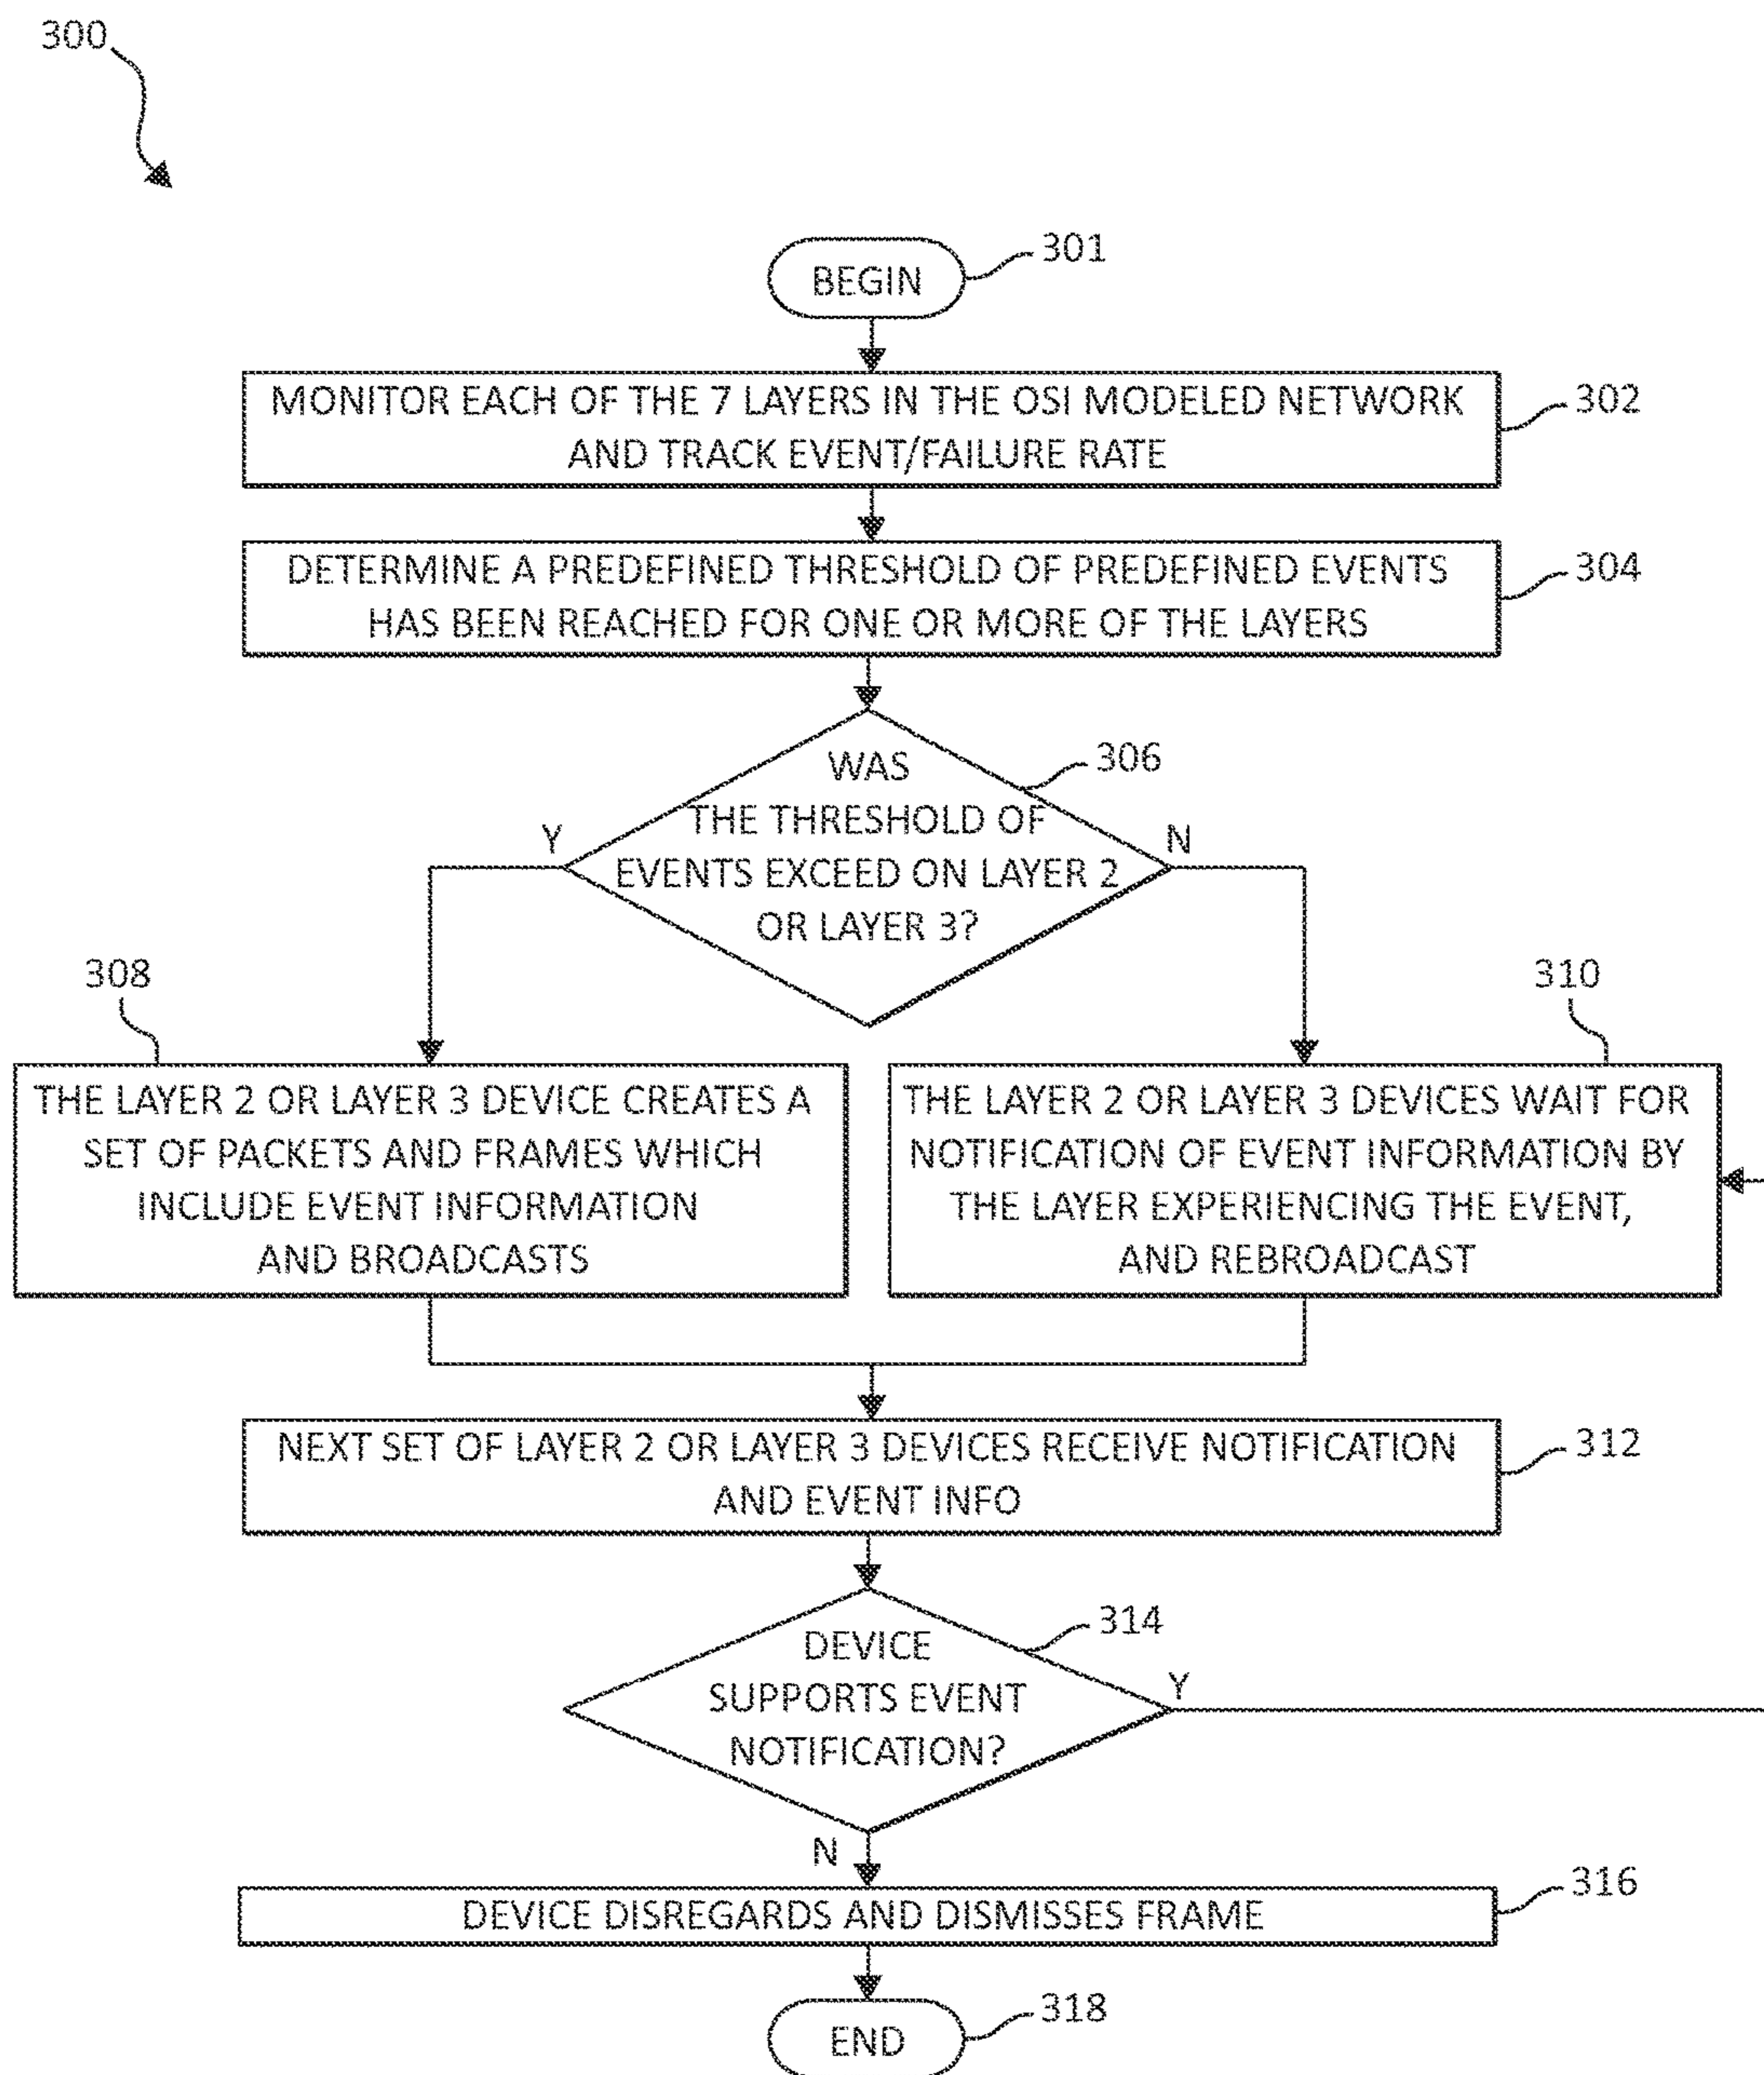 300
BEGIN
301
MONITOR EACH OF THE 7 LAYERS IN THE OSI MODELED NETWORK
AND TRACK EVENT/FAILURE RATE
302
DETERMINE A PREDEFINED THRESHOLD OF PREDEFINED EVENTS
HAS BEEN REACHED FOR ONE OR MORE OF THE LAYERS
304
WAS
THE THRESHOLD OF
EVENTS EXCEED ON LAYER 2
OR LAYER 3?
306
Y
N
308
THE LAYER 2 OR LAYER 3 DEVICE CREATES A
SET OF PACKETS AND FRAMES WHICH
INCLUDE EVENT INFORMATION
AND BROADCASTS
310
THE LAYER 2 OR LAYER 3 DEVICES WAIT FOR
NOTIFICATION OF EVENT INFORMATION BY
THE LAYER EXPERIENCING THE EVENT,
AND REBROADCAST
NEXT SET OF LAYER 2 OR LAYER 3 DEVICES RECEIVE NOTIFICATION
AND EVENT INFO
312
DEVICE
SUPPORTS EVENT
NOTIFICATION?
314
Y
N
DEVICE DISREGARDS AND DISMISSES FRAME
316
END
318